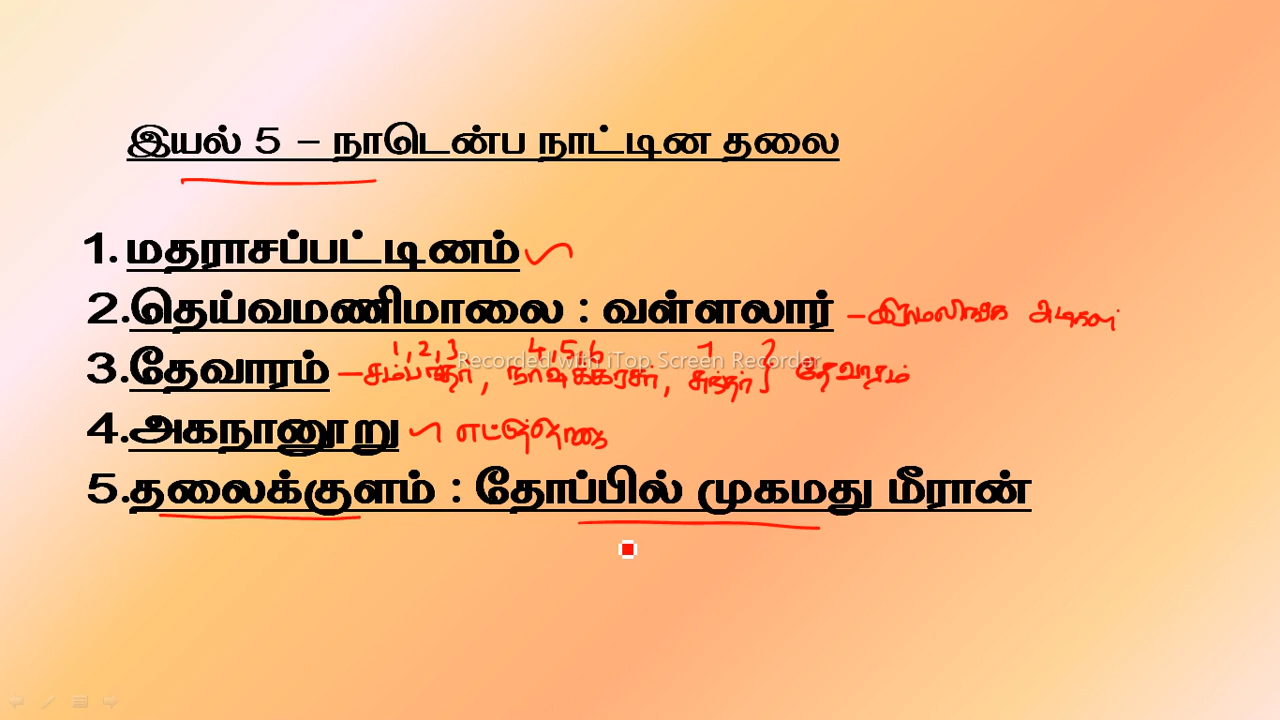 இயல் 5 – நாடென்ப நாட்டின தலை
1. மதராசப்பட்டினம்
2.தெய்வமணிமாலை : வள்ளலார் – இராமலிங்க அடிகள்
1,2,3 4,5,6 7
Recorded with iTop Screen Recorder
3.தேவாரம் – சம்பந்தர், நாவுக்கரசர், சுந்தரர் } தேவாரம்
4.அகநானூறு எட்டுத்தொகை
5.தலைக்குளம் : தோப்பில் முகமது மீரான்